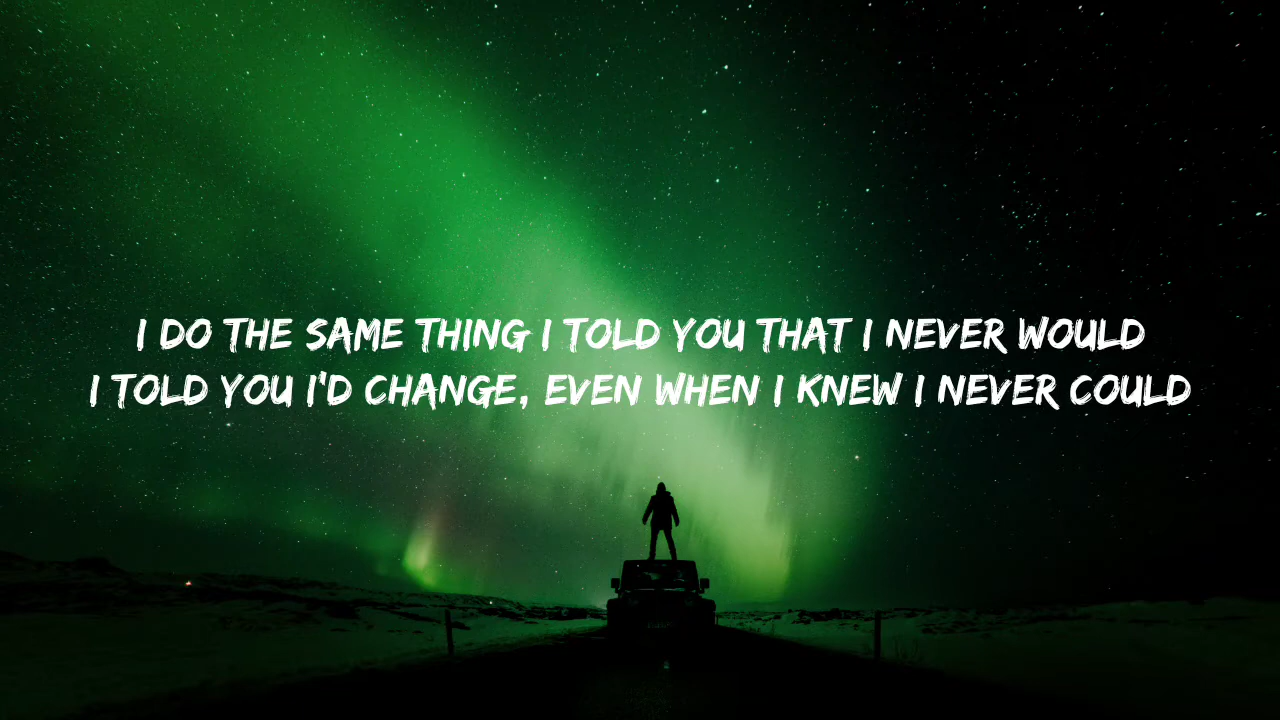 I DO THE SAME THING I TOLD YOU THAT I NEVER WOULD
I TOLD YOU I'D CHANGE, EVEN WHEN I KNEW I NEVER COULD